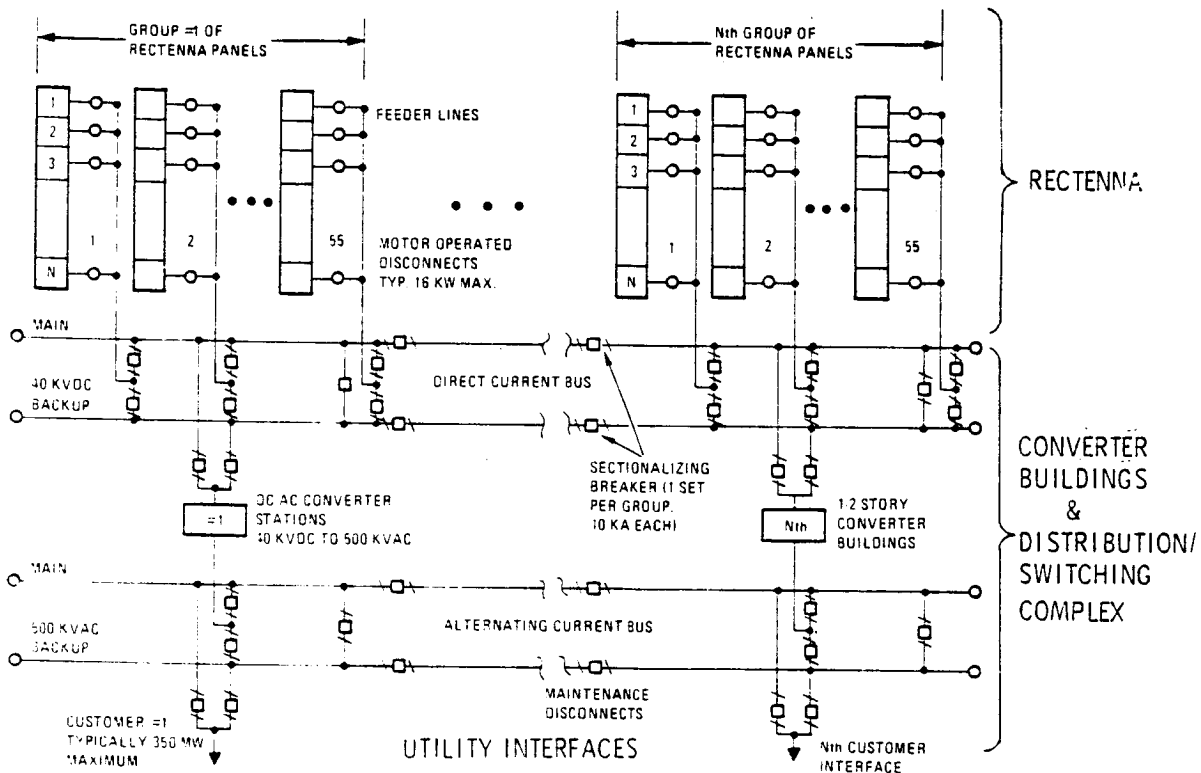 GROUP =1 OF
RECTENNA PANELS
Nth GROUP OF
RECTENNA PANELS
1
2
3
N
1
2
55
FEEDER LINES
MOTOR OPERATED
DISCONNECTS
TYP. 16 KW MAX.
1
2
3
N
1
2
55
RECTENNA
MAIN
40 KVDC
BACKUP
DIRECT CURRENT BUS
SECTIONALIZING
BREAKER (1 SET
PER GROUP.
10 KA EACH)
=1
DC AC CONVERTER
STATIONS
40 KVDC TO 500 KVAC
Nth
1-2 STORY
CONVERTER
BUILDINGS
CONVERTER
BUILDINGS
&
DISTRIBUTION/
SWITCHING
COMPLEX
MAIN
500 KVAC
BACKUP
ALTERNATING CURRENT BUS
MAINTENANCE
DISCONNECTS
CUSTOMER =1
TYPICALLY 350 MW
MAXIMUM
UTILITY INTERFACES
Nth CUSTOMER
INTERFACE